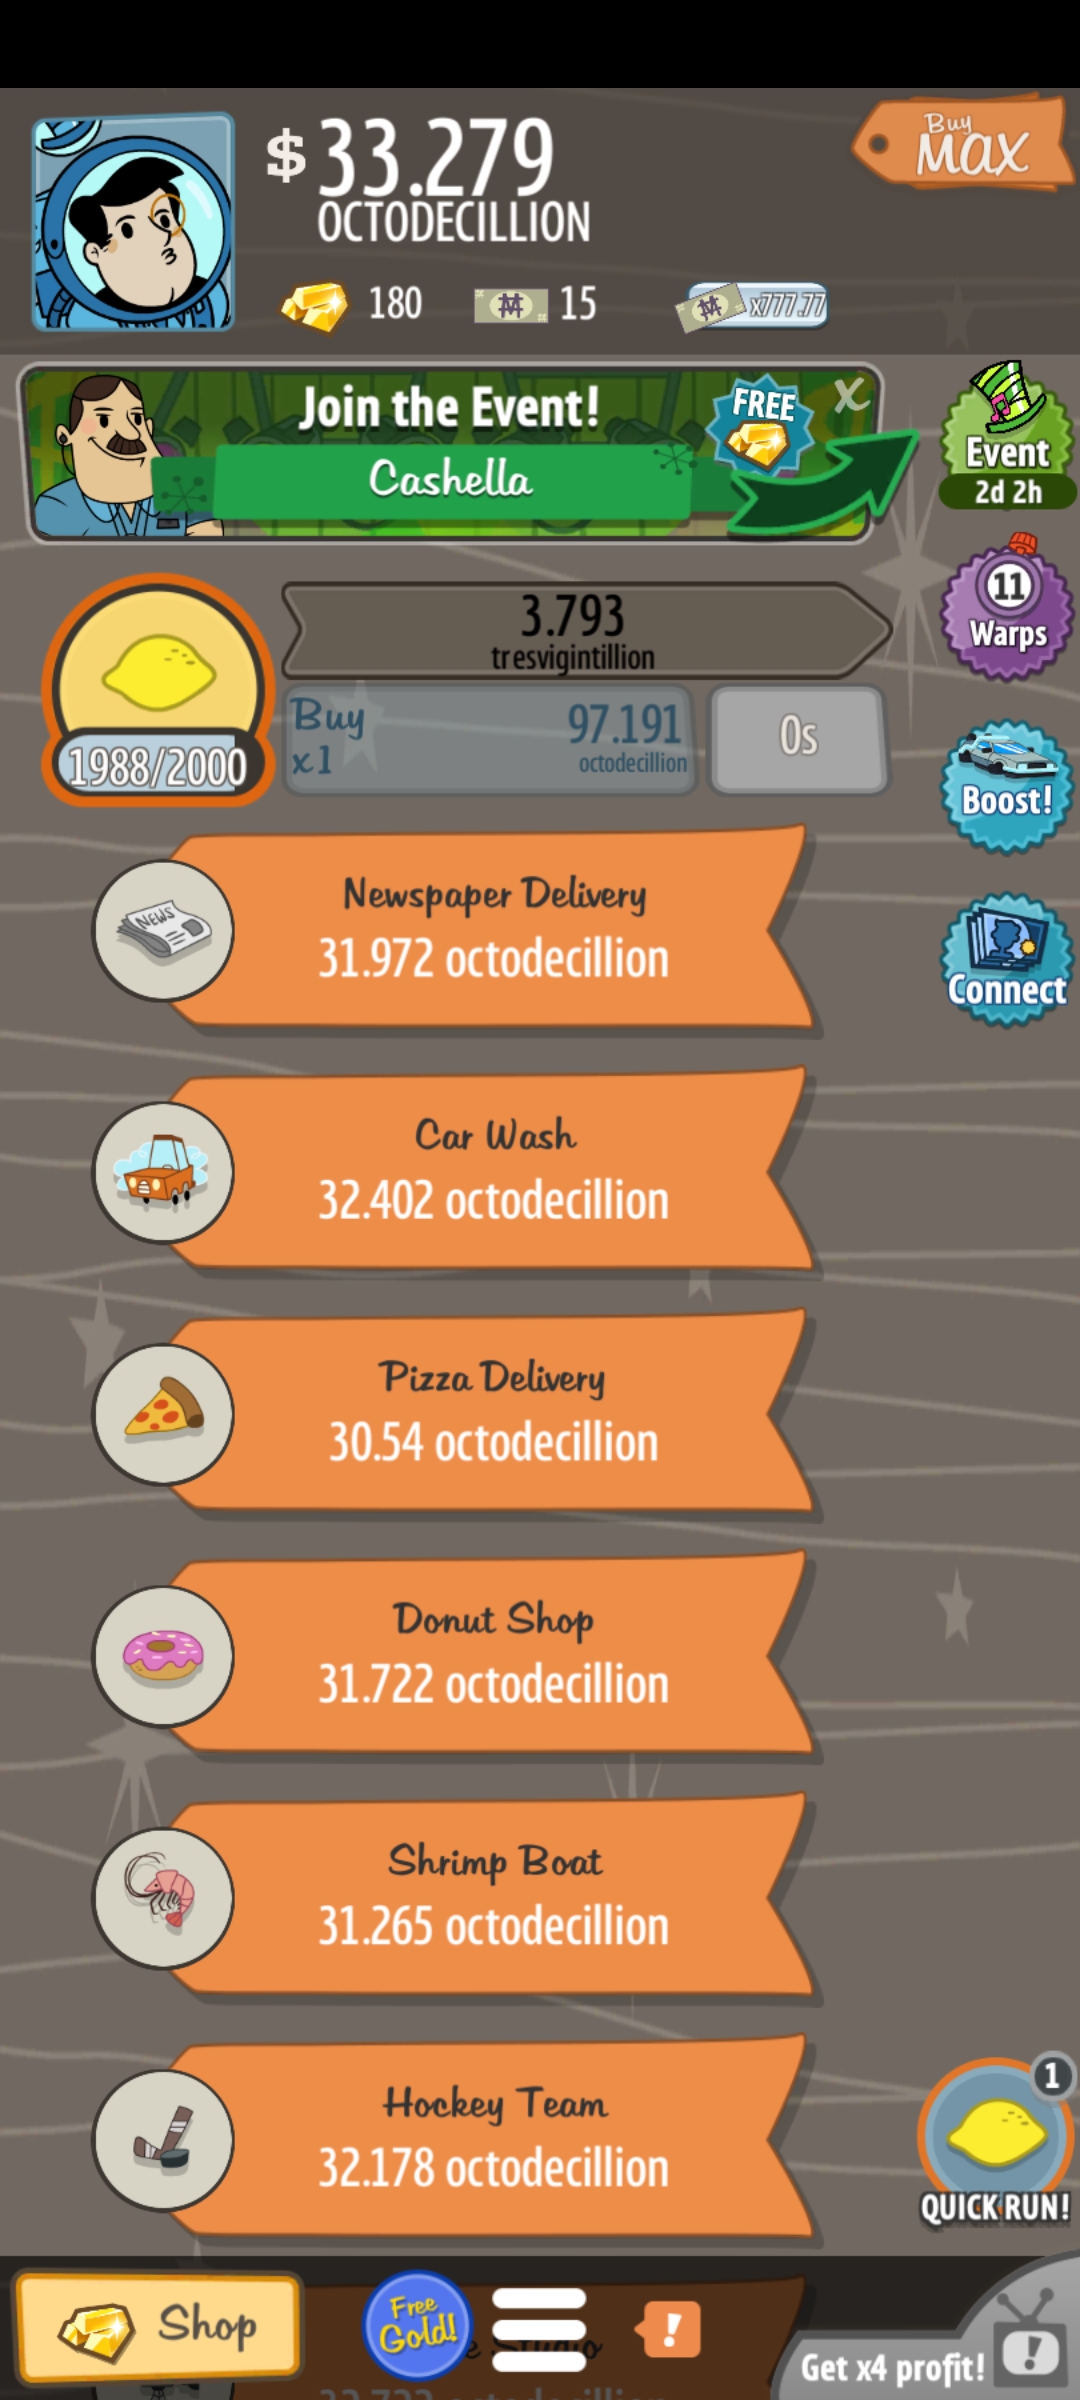 $ 33.279
OCTODECILLION
Buy
MAX
180
15
x777.77
Join the Event!
Cashella
FREE
X
Event
2d 2h
3.793
tresvigintillion
11
Warps
Buy
x1
97.191
octodecillion
0s
1988/2000
Boost!
Newspaper Delivery
31.972 octodecillion
NEWS
Connect
Car Wash
32.402 octodecillion
Pizza Delivery
30.54 octodecillion
Donut Shop
31.722 octodecillion
Shrimp Boat
31.265 octodecillion
Hockey Team
32.178 octodecillion
1
QUICK RUN!
Shop
Free
Gold!
!
Studio
Get x4 profit!
!